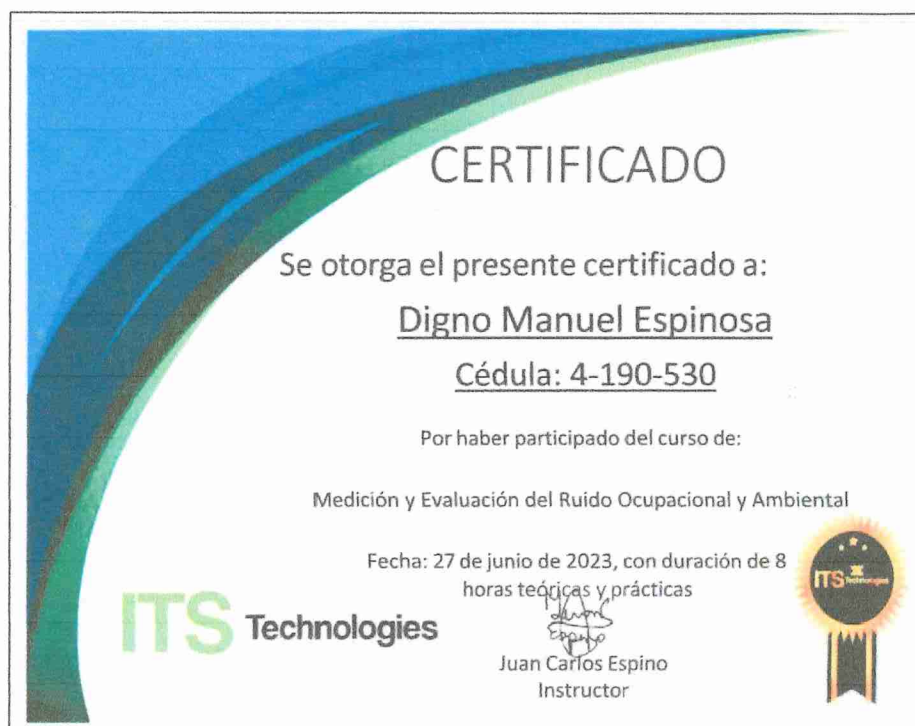 CERTIFICADO
Se otorga el presente certificado a:
Digno Manuel Espinosa
Cédula: 4-190-530
Por haber participado del curso de:
Medición y Evaluación del Ruido Ocupacional y Ambiental
Fecha: 27 de junio de 2023, con duración de 8
horas teóricas y prácticas
ITS Technologies
Juan Carlos Espino
Instructor
ITS Technologies